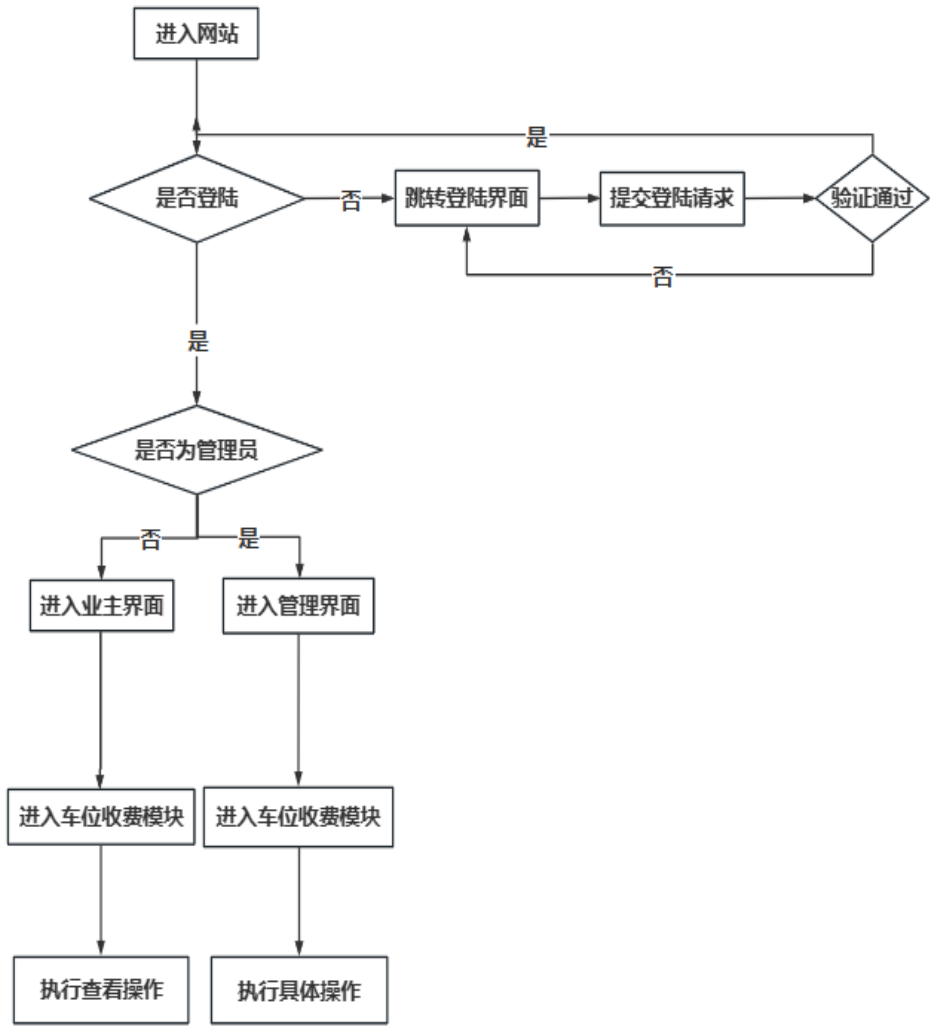 进入网站
是
是否登陆
否
跳转登陆界面
提交登陆请求
验证通过
否
是
是否为管理员
否
是
进入业主界面
进入管理界面
进入车位收费模块
进入车位收费模块
执行查看操作
执行具体操作